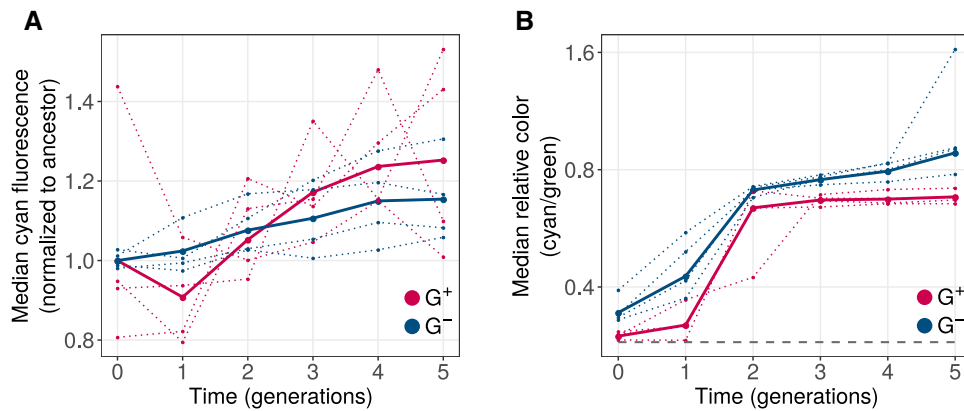 A
Median cyan fluorescence
(normalized to ancestor)
1.4
1.2
1.0
0.8
G+
G−
0 1 2 3 4 5
Time (generations)
B
Median relative color
(cyan/green)
1.6
0.8
0.4
G+
G−
0 1 2 3 4 5
Time (generations)